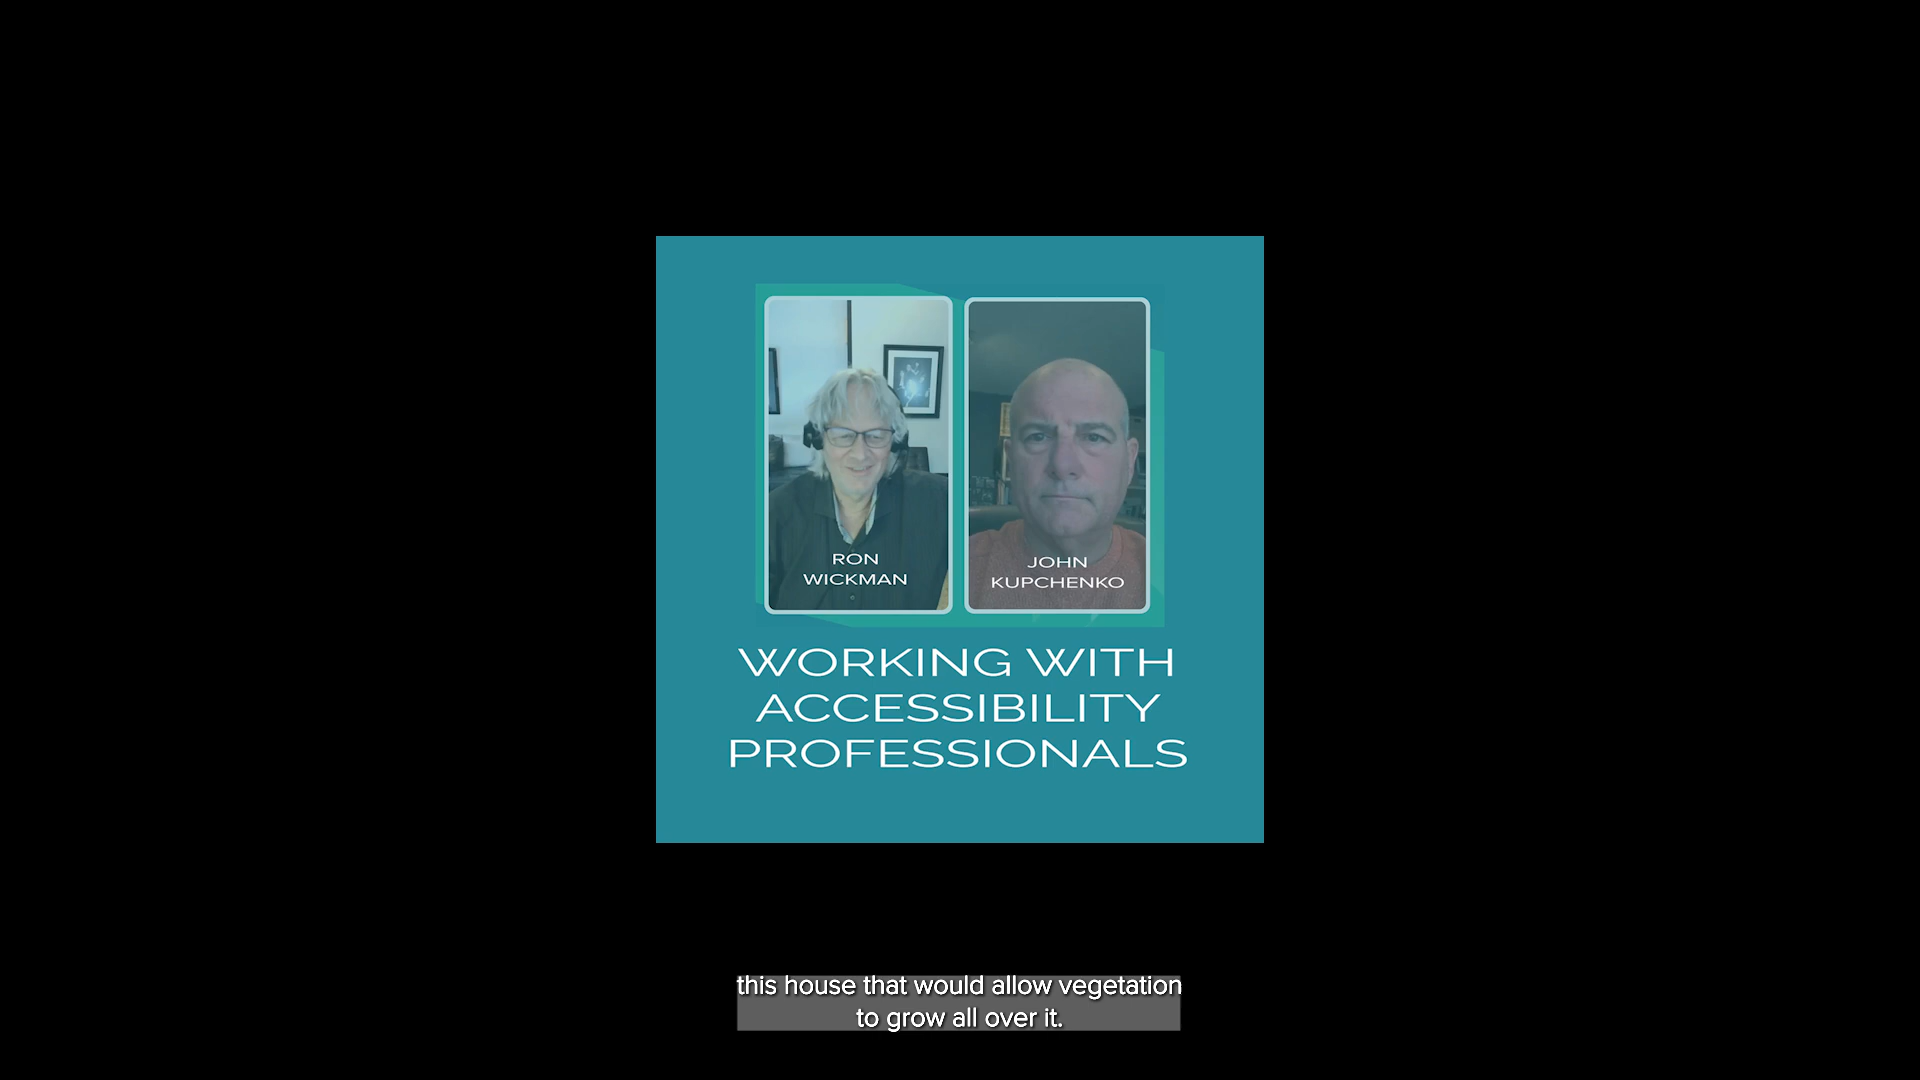 RON
WICKMAN
JOHN
KUPCHENKO
WORKING WITH
ACCESSIBILITY
PROFESSIONALS
this house that would allow vegetation
to grow all over it.